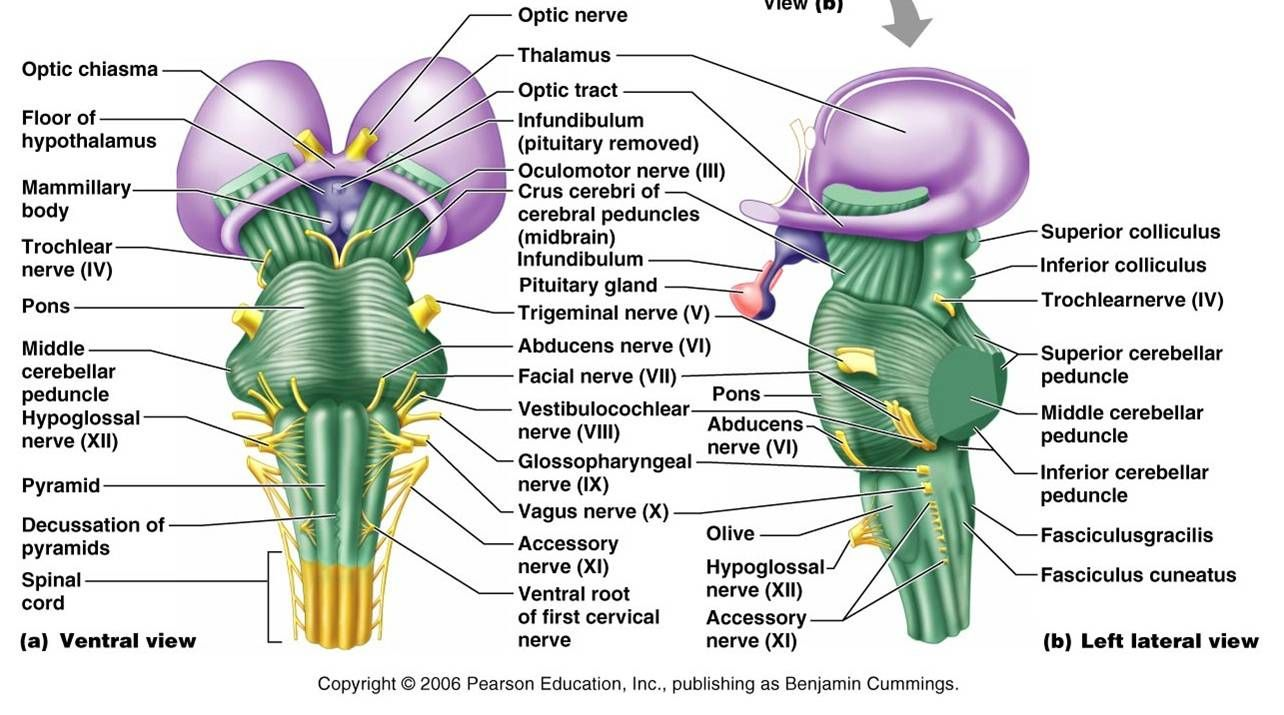 View (b)
Optic nerve
Thalamus
Optic chiasma
Optic tract
Floor of
hypothalamus
Infundibulum
(pituitary removed)
Oculomotor nerve (III)
Mammillary
body
Crus cerebri of
cerebral peduncles
(midbrain)
Trochlear
nerve (IV)
Infundibulum
Pituitary gland
Pons
Trigeminal nerve (V)
Middle
cerebellar
peduncle
Abducens nerve (VI)
Facial nerve (VII)
Hypoglossal
nerve (XII)
Vestibulocochlear
nerve (VIII)
Glossopharyngeal
nerve (IX)
Pyramid
Vagus nerve (X)
Decussation of
pyramids
Accessory
nerve (XI)
Spinal
cord
Ventral root
of first cervical
nerve
(a) Ventral view
Superior colliculus
Inferior colliculus
Trochlearnerve (IV)
Superior cerebellar
peduncle
Pons
Middle cerebellar
peduncle
Abducens
nerve (VI)
Inferior cerebellar
peduncle
Olive
Fasciculusgracilis
Hypoglossal
nerve (XII)
Fasciculus cuneatus
Accessory
nerve (XI)
(b) Left lateral view
Copyright © 2006 Pearson Education, Inc., publishing as Benjamin Cummings.